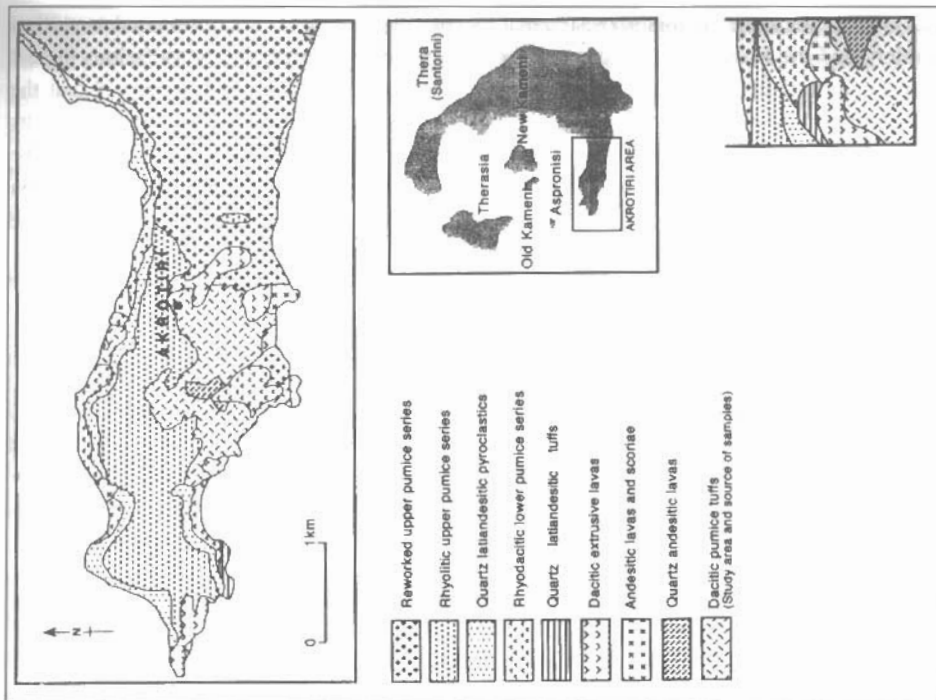 AKROTIRI
N
0
1 km
Thera
(Santorini)
Therasia
New Kameni
Old Kameni
Aspronisi
AKROTIRI AREA
Reworked upper pumice series
Rhyolitic upper pumice series
Quartz latiandesitic pyroclastics
Rhyodacitic lower pumice series
Quartz latiandesitic tuffs
Dacitic extrusive lavas
Andesitic lavas and scoriae
Quartz andesitic lavas
Dacitic pumice tuffs
(Study area and source of samples)